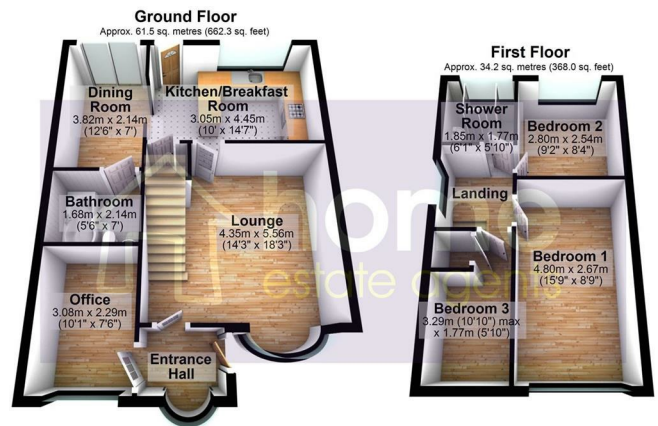 Ground Floor
Approx. 61.5 sq. metres (662.3 sq. feet)
Dining
Room
3.82m x 2.14m
(12'6" x 7')
Kitchen/Breakfast
Room
3.05m x 4.45m
(10' x 14'7")
Bathroom
1.68m x 2.14m
(5'6" x 7')
Lounge
4.35m x 5.56m
(14'3" x 18'3")
Office
3.08m x 2.29m
(10'1" x 7'6")
Entrance
Hall
First Floor
Approx. 34.2 sq. metres (368.0 sq. feet)
Shower
Room
1.85m x 1.77m
(6'1" x 5'10")
Bedroom 2
2.80m x 2.54m
(9'2" x 8'4")
Landing
Bedroom 1
4.80m x 2.67m
(15'9" x 8'9")
Bedroom 3
3.29m (10'10") max
x 1.77m (5'10")
home
estate agents